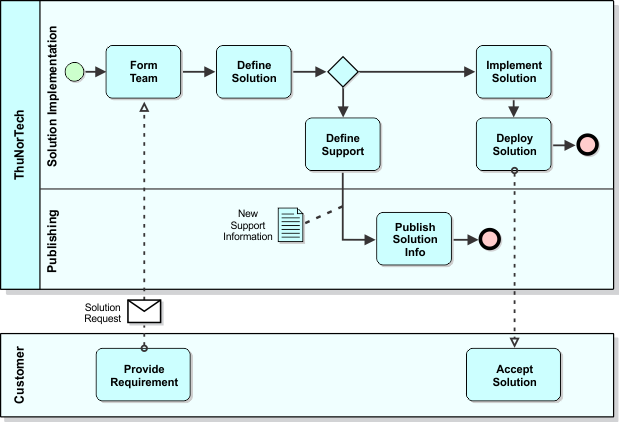 ThuNorTech
Solution Implementation
Form
Team
Define
Solution
Implement
Solution
Define
Support
Deploy
Solution
Publishing
New
Support
Information
Publish
Solution
Info
Solution
Request
Customer
Provide
Requirement
Accept
Solution